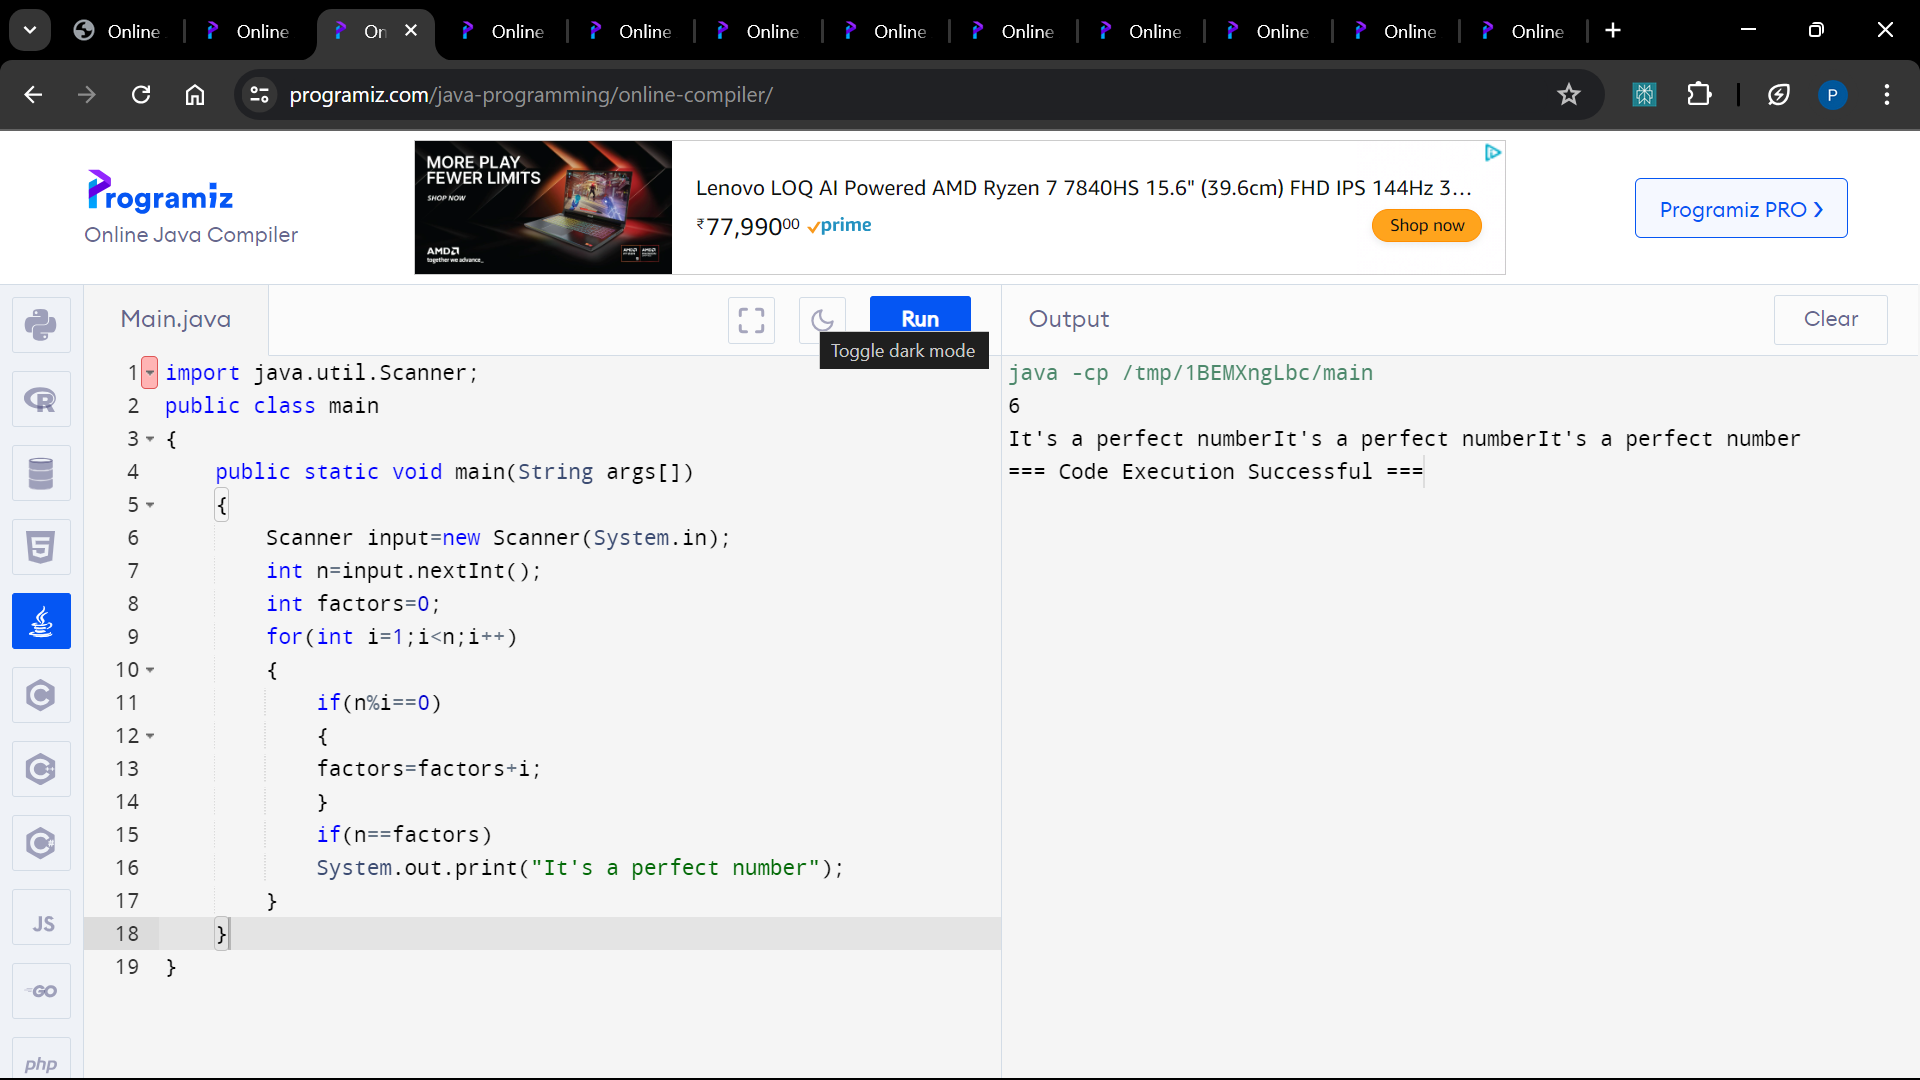 Online Online On Online Online Online Online Online Online Online Online Online
programiz.com/java-programming/online-compiler/
P
Programiz
Online Java Compiler
MORE PLAY
FEWER LIMITS
SHOP NOW
AMD
together we advance_
Lenovo LOQ AI Powered AMD Ryzen 7 7840HS 15.6" (39.6cm) FHD IPS 144Hz 3...
₹77,990⁰⁰ prime
Shop now
Programiz PRO ❯
Main.java
Run
Toggle dark mode
Output
Clear
1 import java.util.Scanner;
2 public class main
3 {
4 public static void main(String args[])
5 {
6 Scanner input=new Scanner(System.in);
7 int n=input.nextInt();
8 int factors=0;
9 for(int i=1;i<n;i++)
10 {
11 if(n%i==0)
12 {
13 factors=factors+i;
14 }
15 if(n==factors)
16 System.out.print("It's a perfect number");
17 }
18 }
19 }
java -cp /tmp/1BEMXngLbc/main
6
It's a perfect numberIt's a perfect numberIt's a perfect number
=== Code Execution Successful ===
R
5
C
C++
C#
JS
GO
php